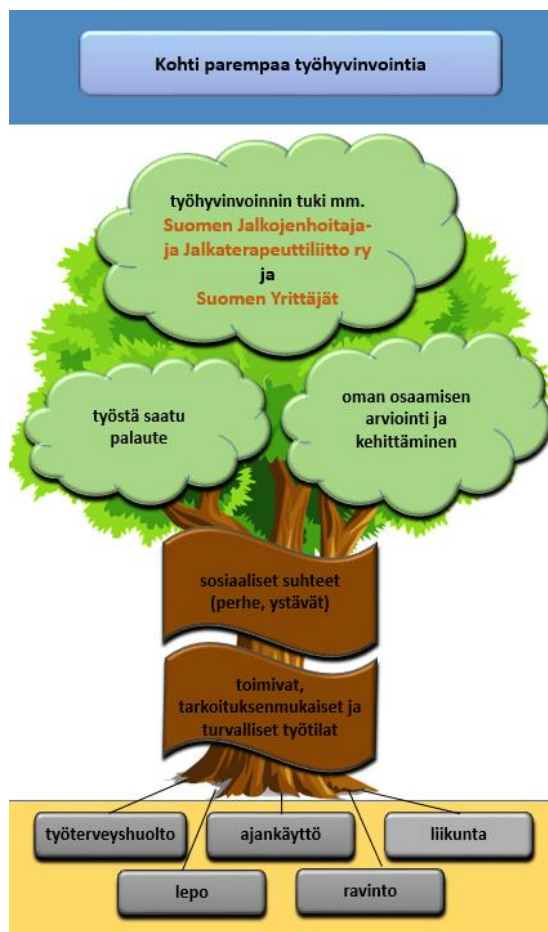 Kohti parempaa työhyvinvointia
työhyvinvoinnin tuki mm.
Suomen Jalkojenhoitaja-
ja Jalkaterapeuttiliitto ry
ja
Suomen Yrittäjät
työstä saatu
palaute
oman osaamisen
arviointi ja
kehittäminen
sosiaaliset suhteet
(perhe, ystävät)
toimivat,
tarkoituksenmukaiset ja
turvalliset työtilat
työterveyshuolto
ajankäyttö
liikunta
lepo
ravinto